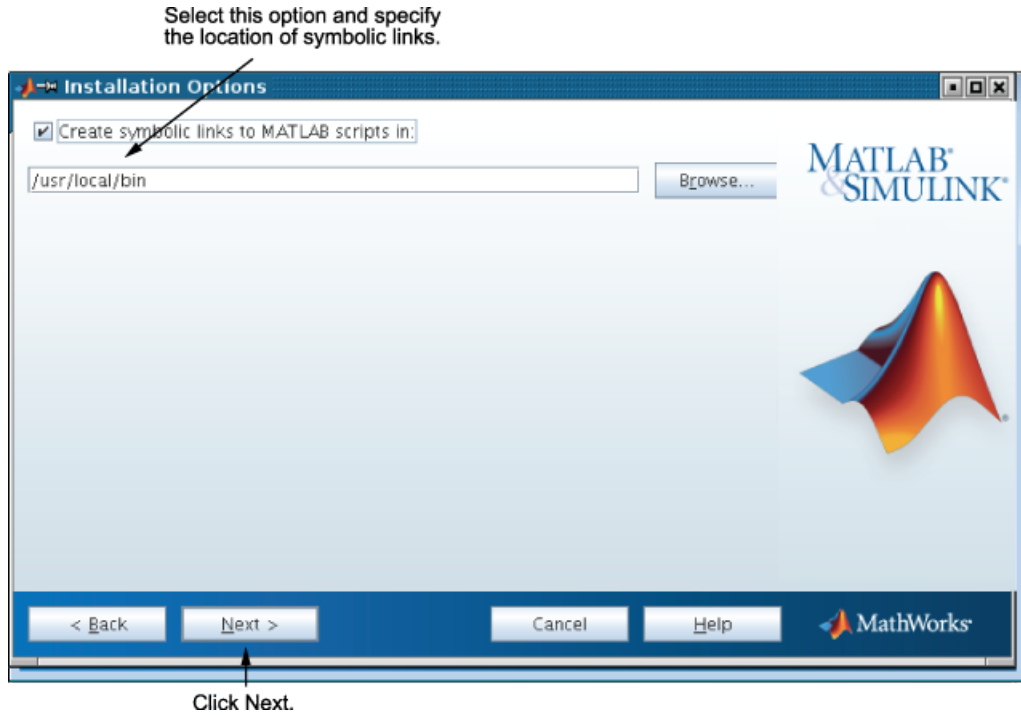 Select this option and specify
the location of symbolic links.
Installation Options
Create symbolic links to MATLAB scripts in:
/usr/local/bin
Browse...
MATLAB®
&SIMULINK®
®
< Back
Next >
Cancel
Help
MathWorks®
Click Next.